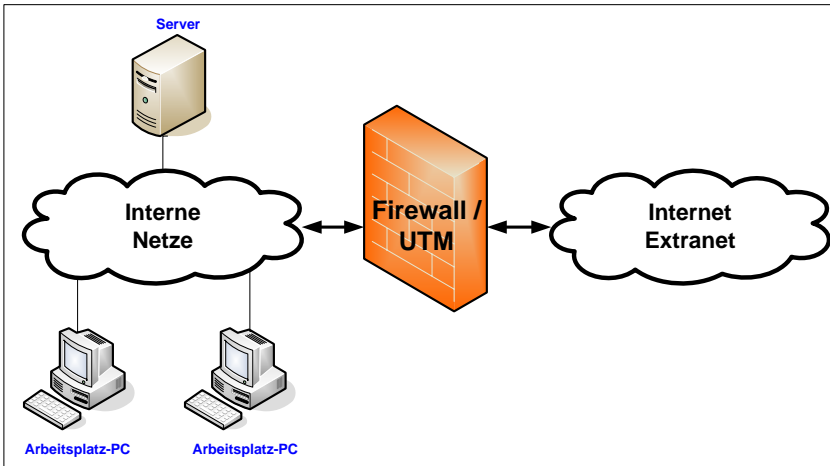 Server
Interne
Netze
Firewall /
UTM
Internet
Extranet
Arbeitsplatz-PC
Arbeitsplatz-PC